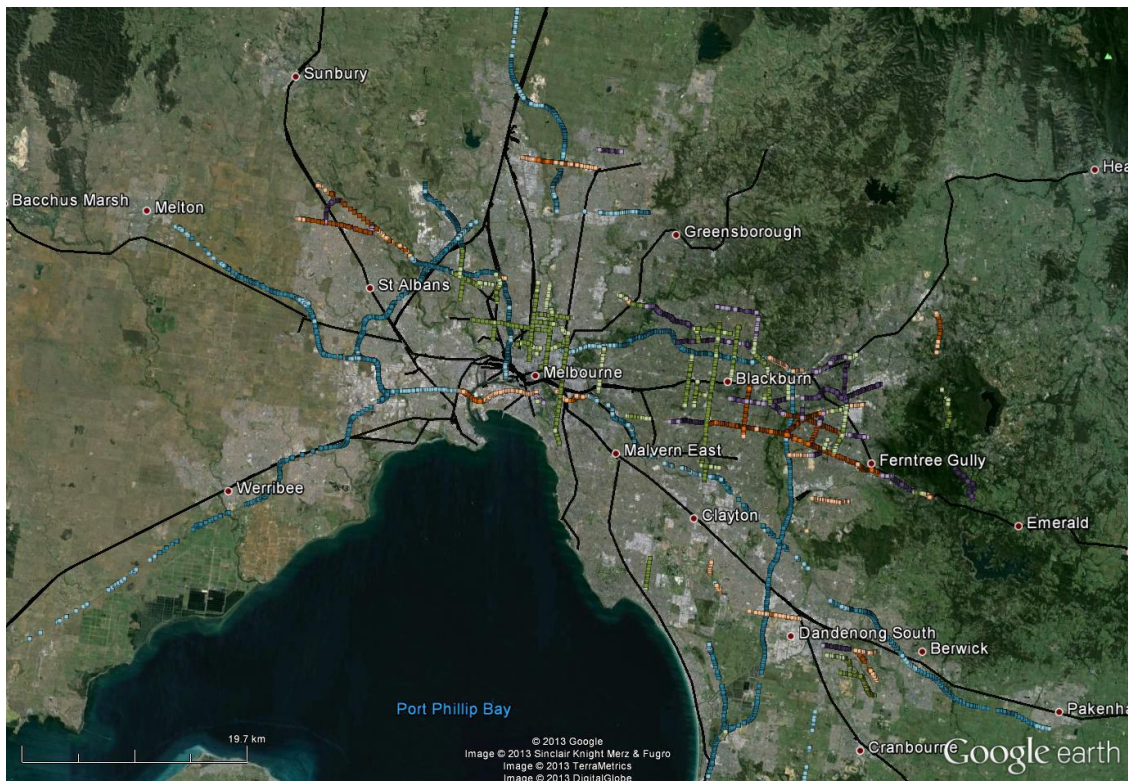 Sunbury
Hea
Bacchus Marsh
Melton
Greensborough
St Albans
Melbourne
Blackburn
Malvern East
Ferntree Gully
Werribee
Clayton
Emerald
Dandenong South
Berwick
Port Phillip Bay
Pakenha
19.7 km
© 2013 Google
Image © 2013 Sinclair Knight Merz & Fugro
Image © 2013 TerraMetrics
Image © 2013 DigitalGlobe
Cranbourne
Google earth